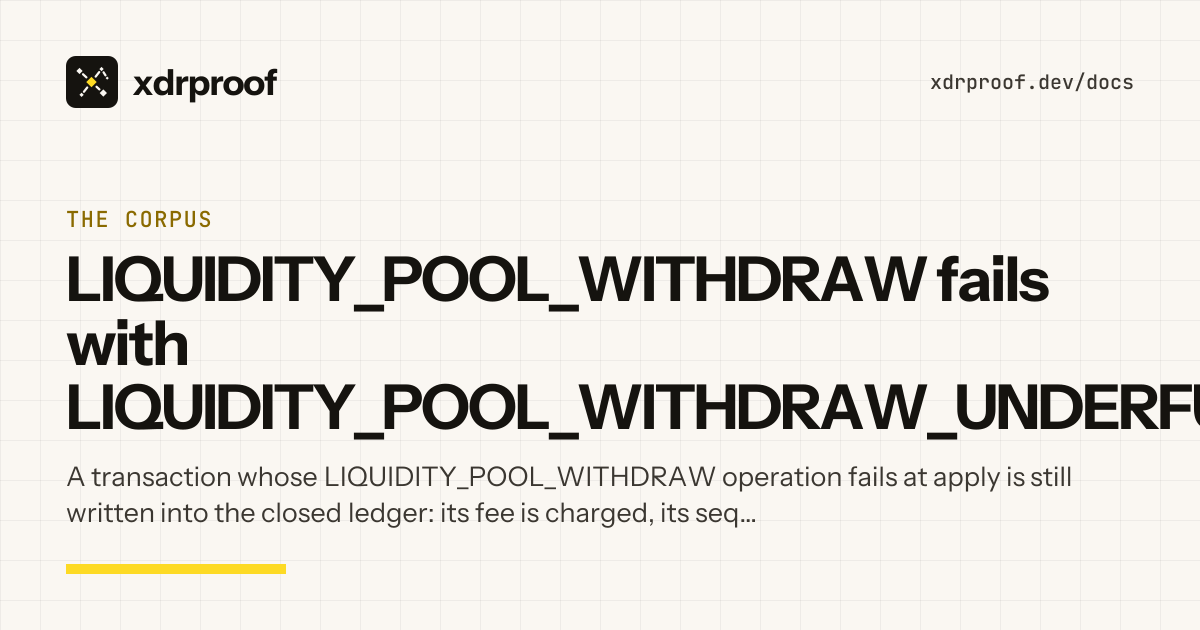 xdrproof
xdrproof.dev/docs
THE CORPUS
LIQUIDITY_POOL_WITHDRAW fails
with
LIQUIDITY_POOL_WITHDRAW_UNDERFU
A transaction whose LIQUIDITY_POOL_WITHDRAW operation fails at apply is still
written into the closed ledger: its fee is charged, its seq…